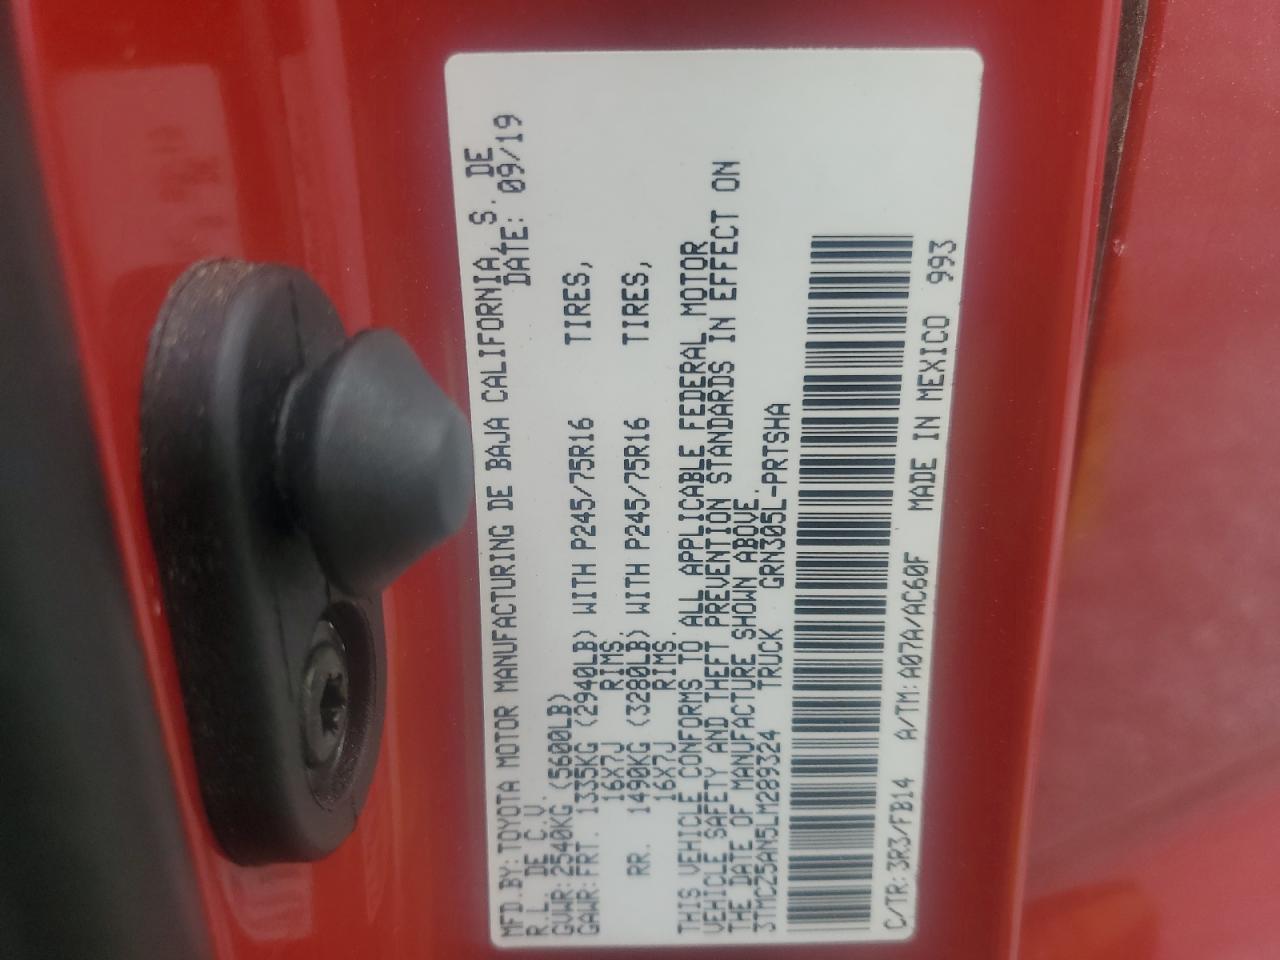 MFD.BY:TOYOTA MOTOR MANUFACTURING DE BAJA CALIFORNIA, S. DE
R.L. DE C.V. DATE: 09/19
GVWR:2540KG (5600LB)
GAWR:FRT. 1335KG (2940LB) WITH P245/75R16 TIRES,
16X7J RIMS.
RR. 1490KG (3280LB) WITH P245/75R16 TIRES,
16X7J RIMS.
THIS VEHICLE CONFORMS TO ALL APPLICABLE FEDERAL MOTOR
VEHICLE SAFETY AND THEFT PREVENTION STANDARDS IN EFFECT ON
THE DATE OF MANUFACTURE SHOWN ABOVE.
3TMCZ5AN5LM289324 TRUCK GRN305L-PRTSHA
C/TR:3R3/FB14 A/TM:A07A/AC60F MADE IN MEXICO 993